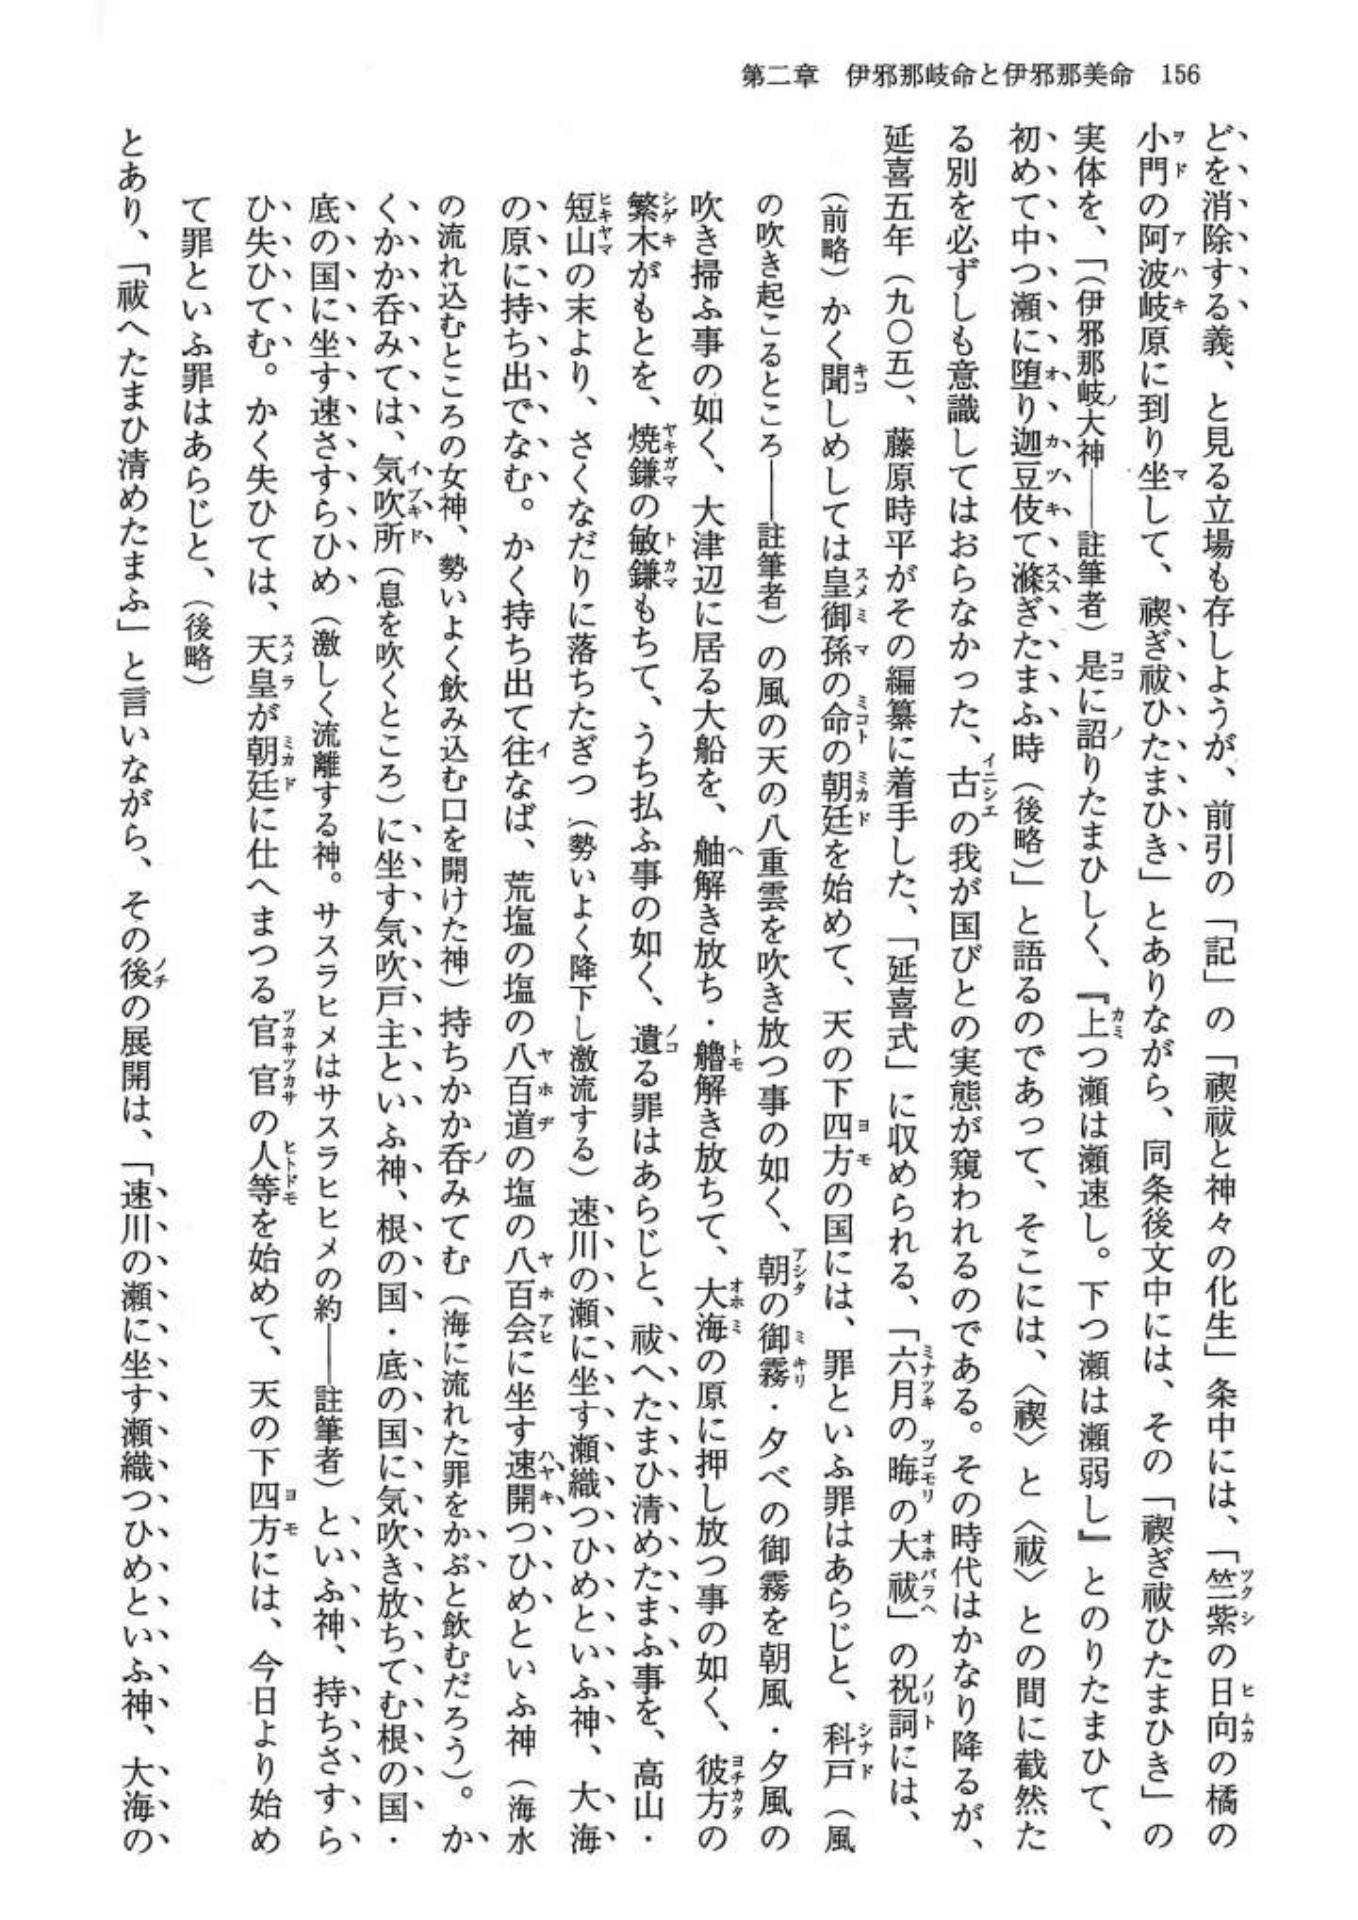 第二章　伊邪那岐命と伊邪那美命　156
どを消除する義、と見る立場も存しようが、前引の「記」の「禊祓と神々の化生」条中には、「竺紫の日向の橘の
小門の阿波岐原に到り坐して、禊ぎ祓ひたまひき」とありながら、同条後文中には、その「禊ぎ祓ひたまひき」の
実体を、「（伊邪那岐大神――註筆者）是に詔りたまひしく、『上つ瀬は瀬速し。下つ瀬は瀬弱し』とのりたまひて、
初めて中つ瀬に堕り迦豆伎て滌ぎたまふ時（後略）」と語るのであって、そこには、〈禊〉と〈祓〉との間に截然た
る別を必ずしも意識してはおらなかった、古の我が国びとの実態が窺われるのである。その時代はかなり降るが、
延喜五年（九〇五）、藤原時平がその編纂に着手した、「延喜式」に収められる、「六月の晦の大祓」の祝詞には、
（前略）かく聞しめしては皇御孫の命の朝廷を始めて、天の下四方の国には、罪といふ罪はあらじと、科戸（風
の吹き起こるところ――註筆者）の風の天の八重雲を吹き放つ事の如く、朝の御霧・夕べの御霧を朝風・夕風の
吹き掃ふ事の如く、大津辺に居る大船を、舳解き放ち・艫解き放ちて、大海の原に押し放つ事の如く、彼方の
繁木がもとを、焼鎌の敏鎌もちて、うち払ふ事の如く、遺る罪はあらじと、祓へたまひ清めたまふ事を、高山・
短山の末より、さくなだりに落ちたぎつ（勢いよく降下し激流する）速川の瀬に坐す瀬織つひめといふ神、大海
の原に持ち出でなむ。かく持ち出て往なば、荒塩の塩の八百道の塩の八百会に坐す速開つひめといふ神（海水
の流れ込むところの女神、勢いよく飲み込む口を開けた神）持ちかか呑みてむ（海に流れた罪をかぶと飲むだろう）。か
くかか呑みては、気吹所（息を吹くところ）に坐す気吹戸主といふ神、根の国・底の国に気吹き放ちてむ根の国・
底の国に坐す速さすらひめ（激しく流離する神。サスラヒメはサスラヒヒメの約――註筆者）といふ神、持ちさすら
ひ失ひてむ。かく失ひては、天皇が朝廷に仕へまつる官官の人等を始めて、天の下四方には、今日より始め
て罪といふ罪はあらじと、（後略）
とあり、「祓へたまひ清めたまふ」と言いながら、その後の展開は、「速川の瀬に坐す瀬織つひめといふ神、大海の